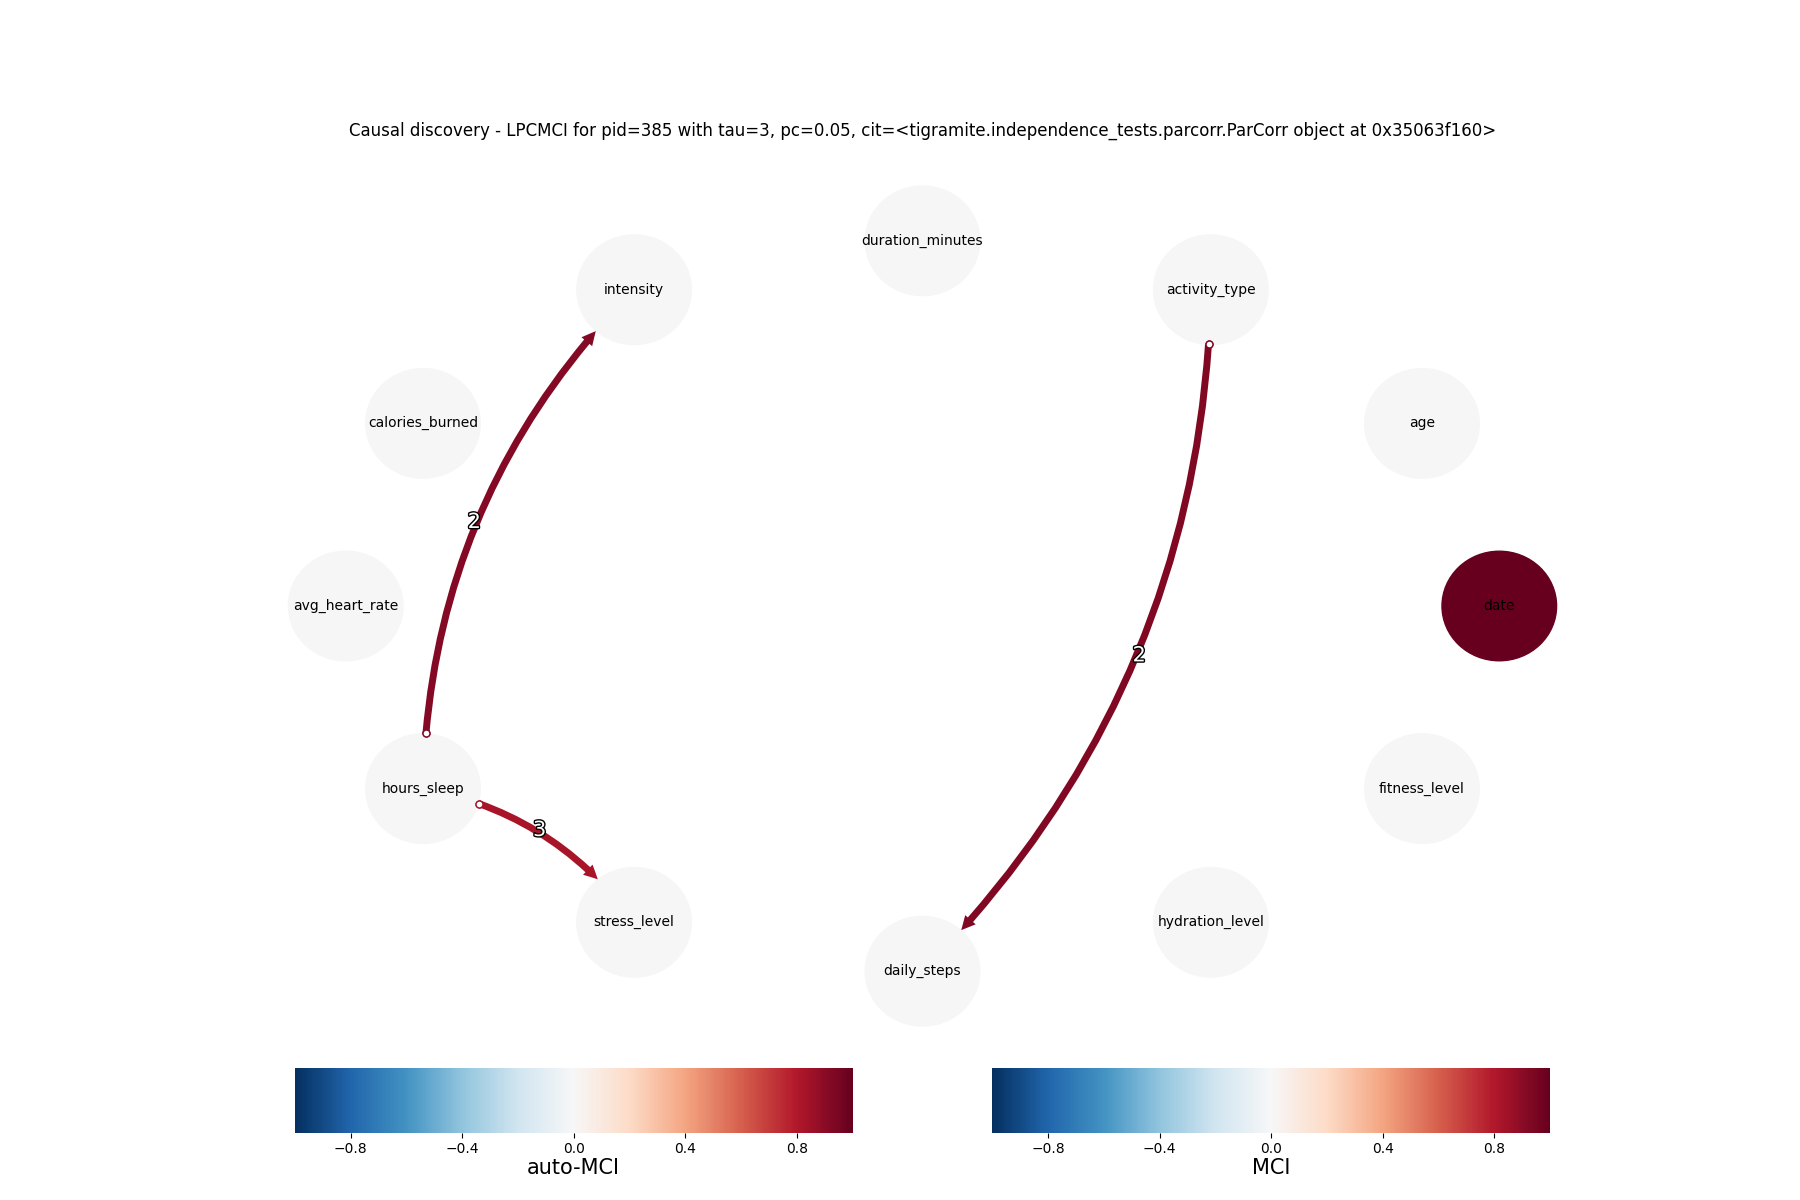 Causal discovery - LPCMCI for pid=385 with tau=3, pc=0.05, cit=<tigramite.independence_tests.parcorr.ParCorr object at 0x35063f160>
duration_minutes
intensity
activity_type
calories_burned
age
2
avg_heart_rate
date
2
hours_sleep
fitness_level
3
stress_level
hydration_level
daily_steps
−0.8 −0.4 0.0 0.4 0.8
auto-MCI
−0.8 −0.4 0.0 0.4 0.8
MCI